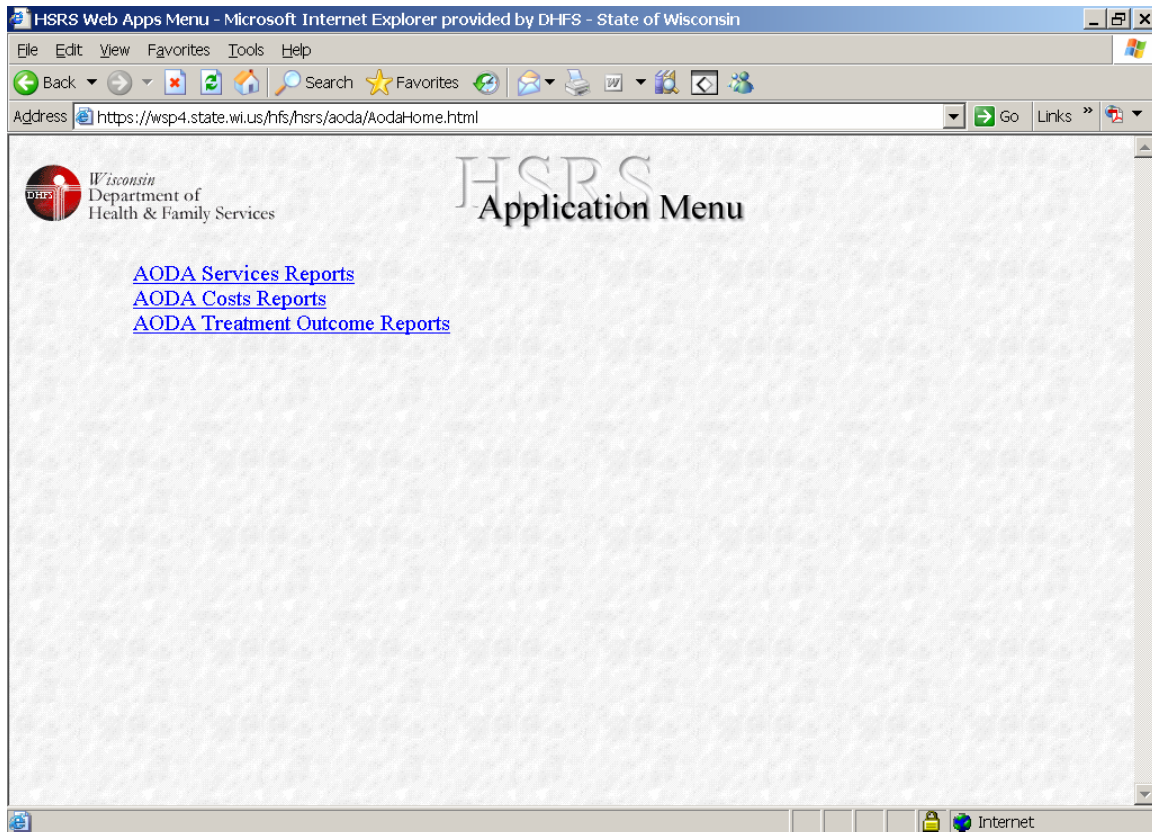 HSRS Web Apps Menu - Microsoft Internet Explorer provided by DHFS - State of Wisconsin
File Edit View Favorites Tools Help
Back Search Favorites
Address https://wsp4.state.wi.us/hfs/hsrs/aoda/AodaHome.html Go Links »
DHFS
Wisconsin
Department of
Health & Family Services
HSRS
Application Menu
AODA Services Reports
AODA Costs Reports
AODA Treatment Outcome Reports
Internet